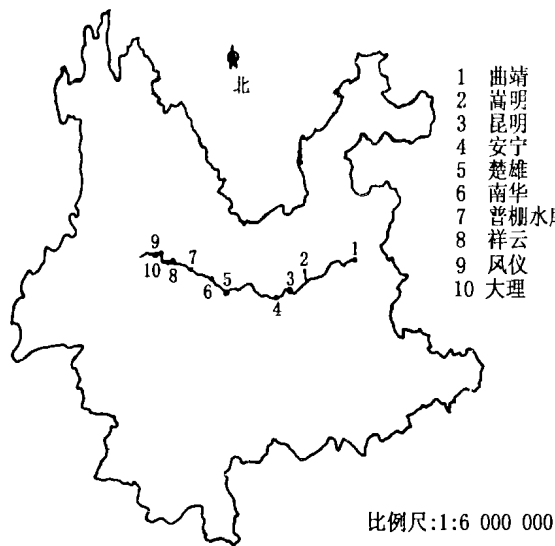 北
1 曲靖
2 嵩明
3 昆明
4 安宁
5 楚雄
6 南华
7 普棚水库
8 祥云
9 风仪
10 大理
1
2
3
4
5
6
7
8
9
10
比例尺:1:6 000 000